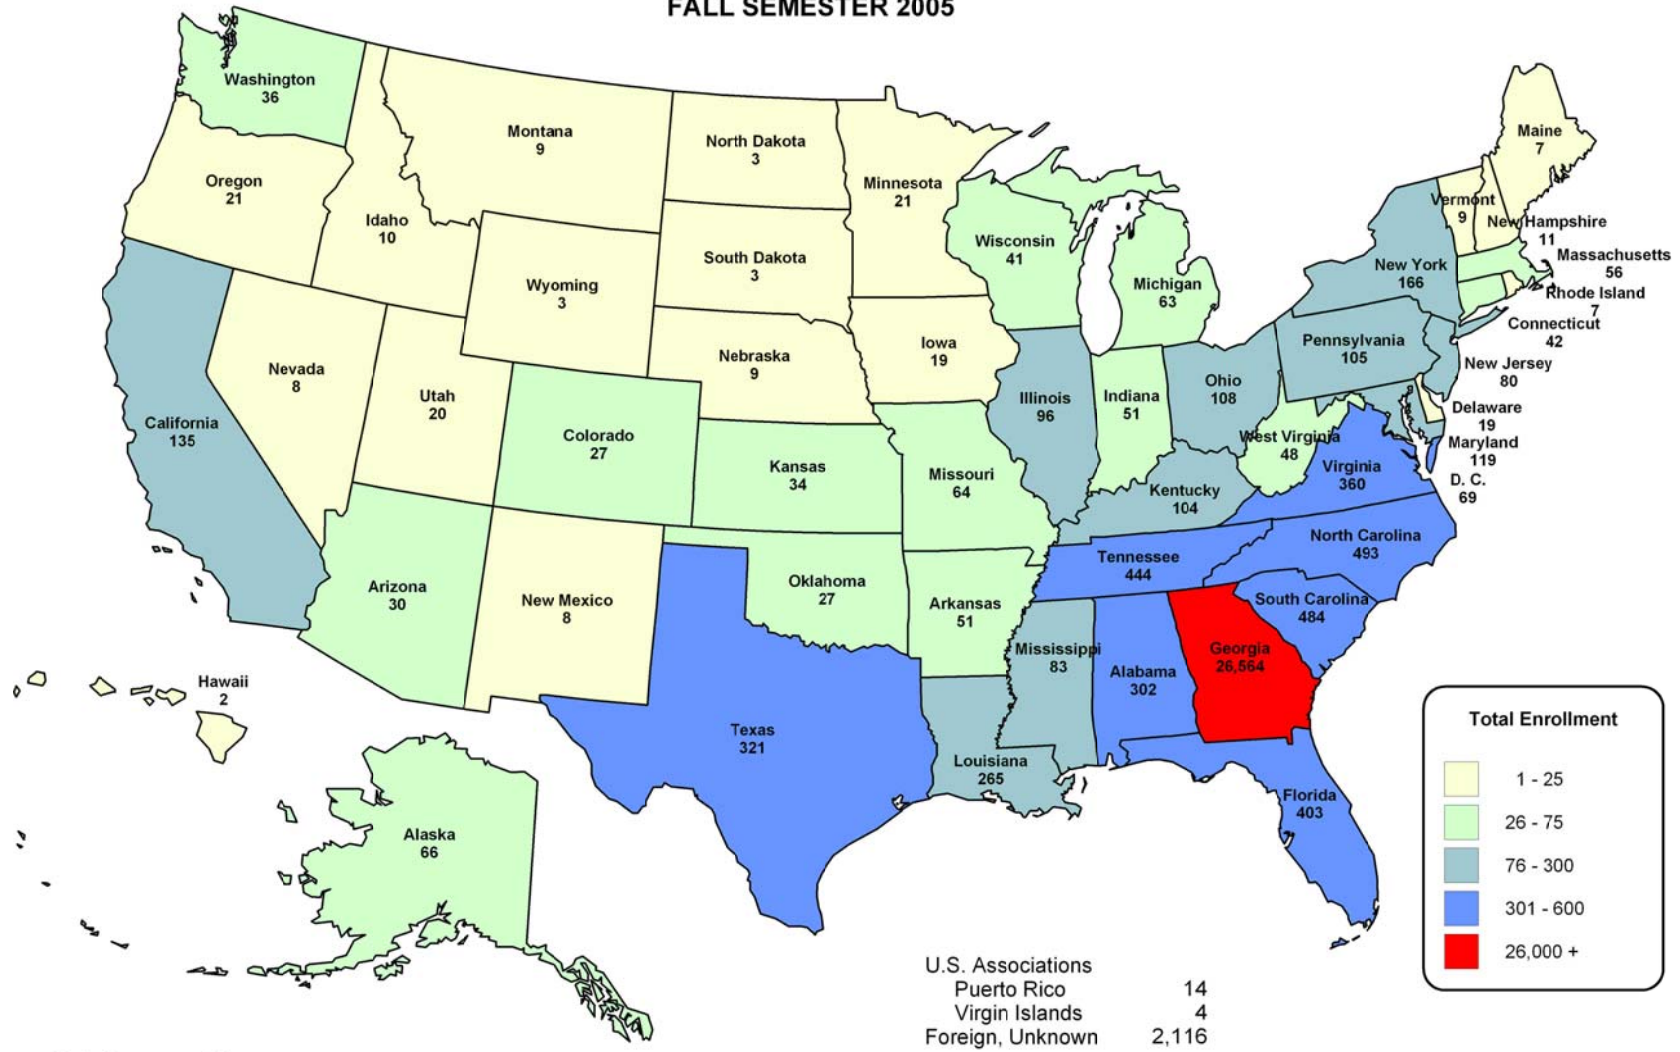 FALL SEMESTER 2005
Washington
36
Oregon
21
Idaho
10
Montana
9
North Dakota
3
Minnesota
21
Wisconsin
41
Michigan
63
South Dakota
3
Wyoming
3
Nebraska
9
Iowa
19
Nevada
8
Utah
20
California
135
Colorado
27
Kansas
34
Missouri
64
Illinois
96
Indiana
51
Ohio
108
Pennsylvania
105
New York
166
Vermont
9
Maine
7
New Hampshire
11
Massachusetts
56
Rhode Island
7
Connecticut
42
New Jersey
80
Delaware
19
Maryland
119
D. C.
69
West Virginia
48
Virginia
360
Kentucky
104
North Carolina
493
Tennessee
444
South Carolina
484
Arizona
30
New Mexico
8
Oklahoma
27
Arkansas
51
Mississippi
83
Alabama
302
Georgia
26,564
Texas
321
Louisiana
265
Florida
403
Hawaii
2
Alaska
66
Total Enrollment
1 - 25
26 - 75
76 - 300
301 - 600
26,000 +
U.S. Associations
Puerto Rico 14
Virgin Islands 4
Foreign, Unknown 2,116